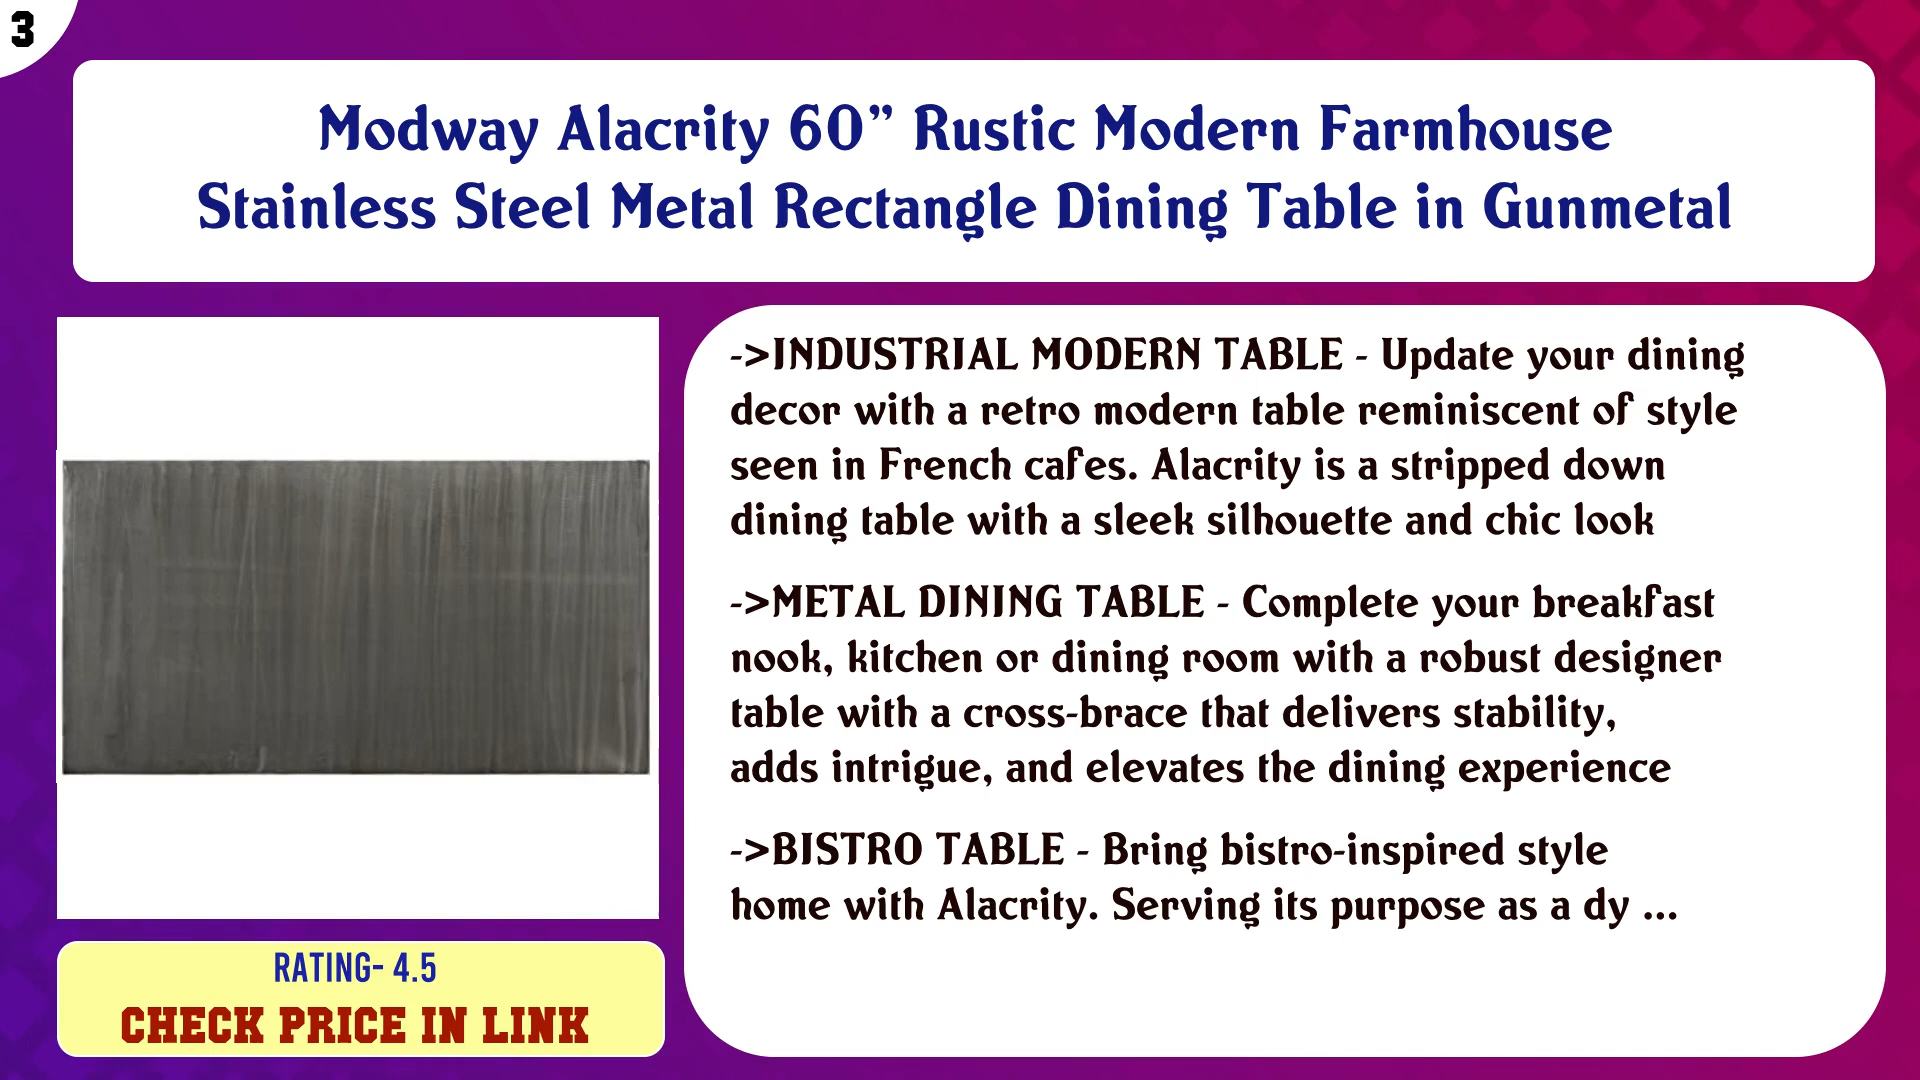 3
Modway Alacrity 60” Rustic Modern Farmhouse
Stainless Steel Metal Rectangle Dining Table in Gunmetal
->INDUSTRIAL MODERN TABLE - Update your dining
decor with a retro modern table reminiscent of style
seen in French cafes. Alacrity is a stripped down
dining table with a sleek silhouette and chic look
->METAL DINING TABLE - Complete your breakfast
nook, kitchen or dining room with a robust designer
table with a cross-brace that delivers stability,
adds intrigue, and elevates the dining experience
->BISTRO TABLE - Bring bistro-inspired style
home with Alacrity. Serving its purpose as a dy ...
RATING- 4.5
CHECK PRICE IN LINK